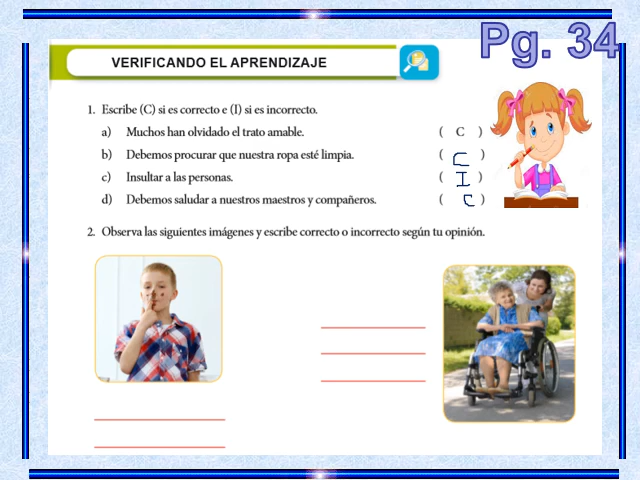 Pg. 34
VERIFICANDO EL APRENDIZAJE
1. Escribe (C) si es correcto e (I) si es incorrecto.
a) Muchos han olvidado el trato amable. ( C )
b) Debemos procurar que nuestra ropa esté limpia. ( C )
c) Insultar a las personas. ( I )
d) Debemos saludar a nuestros maestros y compañeros. ( C )
2. Observa las siguientes imágenes y escribe correcto o incorrecto según tu opinión.